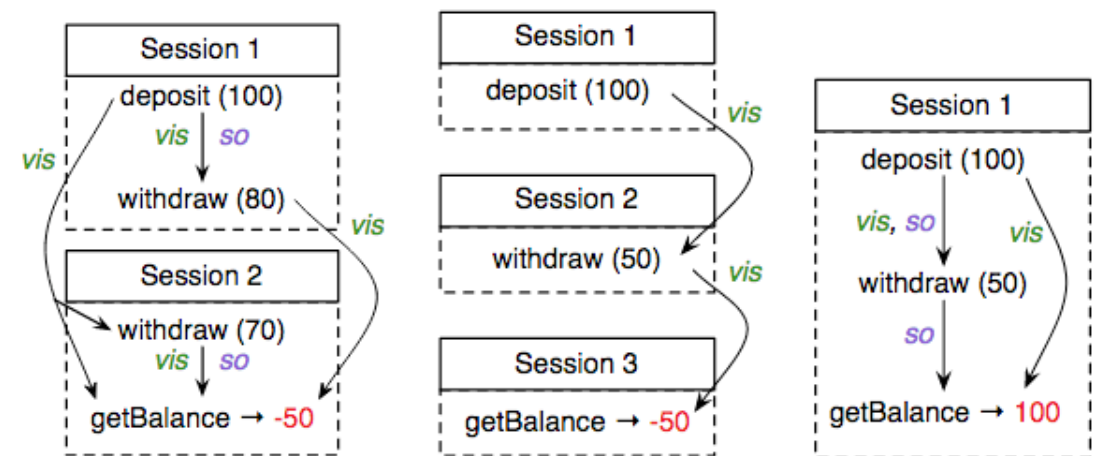 Session 1
deposit (100)
vis so
vis
withdraw (80)
vis
Session 2
withdraw (70)
vis so
getBalance → -50
Session 1
deposit (100)
vis
Session 2
withdraw (50)
vis
Session 3
getBalance → -50
Session 1
deposit (100)
vis, so
vis
withdraw (50)
so
getBalance → 100